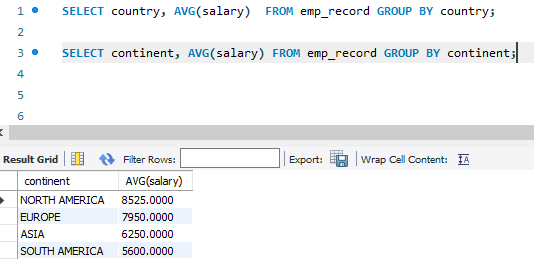 1 SELECT country, AVG(salary)  FROM emp_record GROUP BY country;
2
3 SELECT continent, AVG(salary) FROM emp_record GROUP BY continent;
4
5
6
Result Grid Filter Rows: Export: Wrap Cell Content: IA
continent AVG(salary)
NORTH AMERICA 8525.0000
EUROPE 7950.0000
ASIA 6250.0000
SOUTH AMERICA 5600.0000